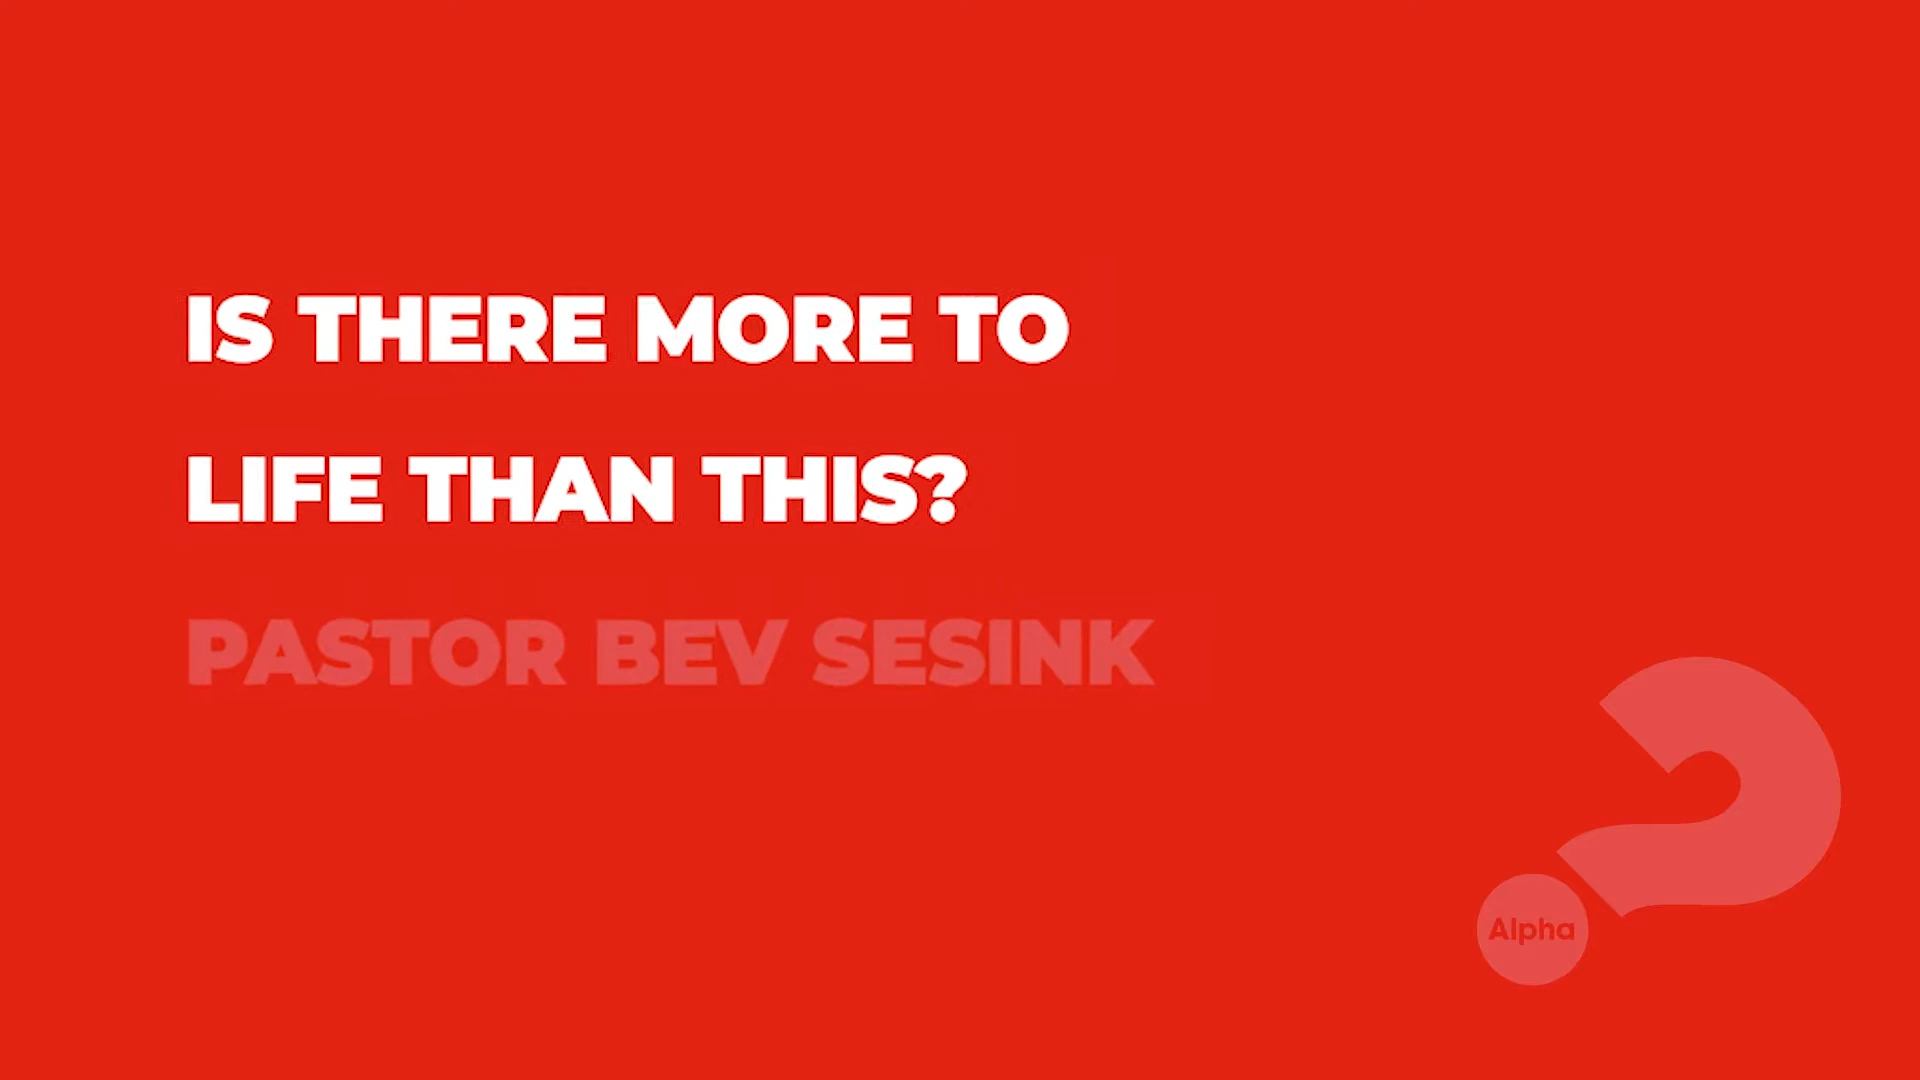 IS THERE MORE TO
LIFE THAN THIS?
PASTOR BEV SESINK
Alpha